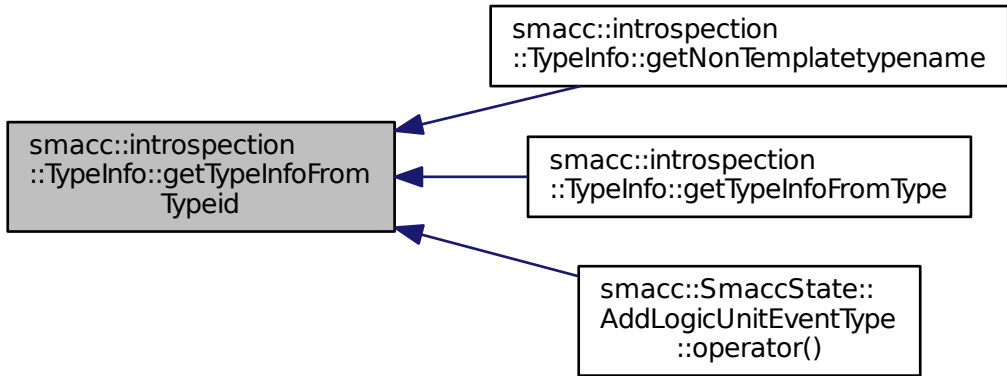 smacc::introspection
::TypeInfo::getNonTemplatetypename
smacc::introspection
::TypeInfo::getTypeInfoFrom
Typeid
smacc::introspection
::TypeInfo::getTypeInfoFromType
smacc::SmaccState::
AddLogicUnitEventType
::operator()